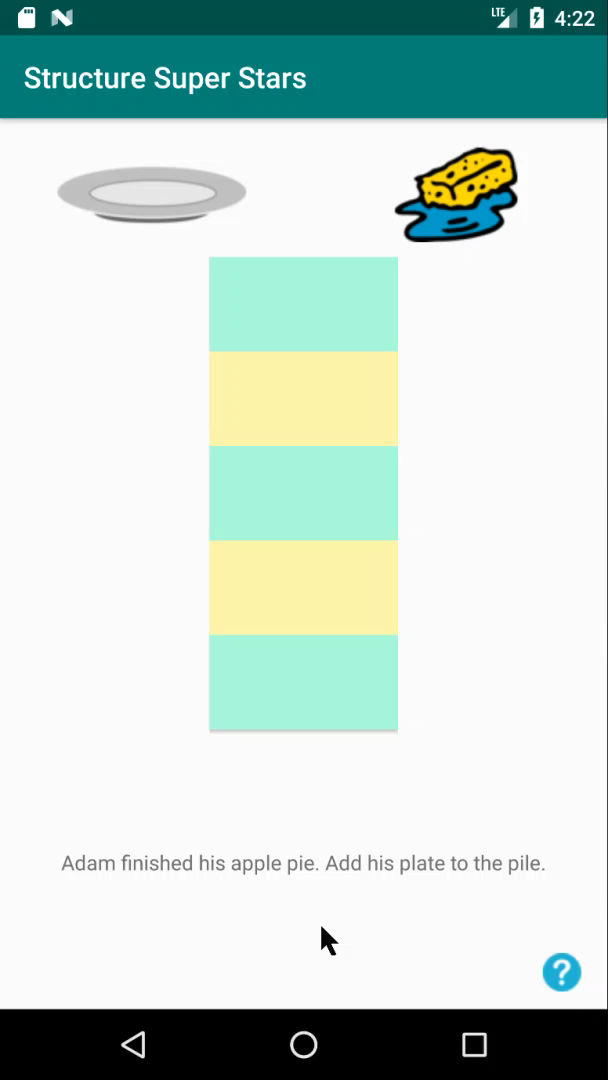 LTE 4:22
Structure Super Stars
Adam finished his apple pie. Add his plate to the pile.
?